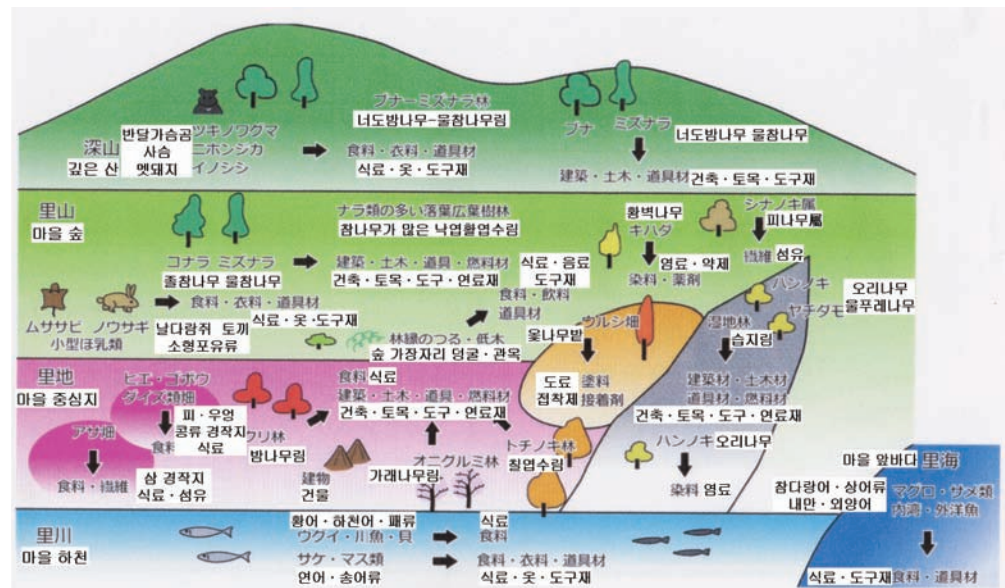 ブナーミズナラ林
너도밤나무-물참나무림
深山
깊은 산
반달가슴곰
사슴
멧돼지
ツキノワグマ
ニホンジカ
イノシシ
食料・衣料・道具材
식료・옷・도구재
ブナ
ミズナラ
너도밤나무 물참나무
建築・土木・道具材
건축・토목・도구재
里山
마을 숲
ナラ類の多い落葉広葉樹林
참나무가 많은 낙엽활엽수림
コナラ ミズナラ
졸참나무 물참나무
建築・土木・道具・燃料材
건축・토목・도구・연료재
황벽나무
キハダ
염료・약제
染料・薬剤
シナノキ属
피나무屬
繊維
섬유
ムササビ ノウサギ
小型ほ乳類
날다람쥐 토끼
소형포유류
食料・衣料・道具材
식료・옷・도구재
林縁のつる・低木
숲 가장자리 덩굴・관목
식료・음료
도구재
食料・飲料
道具材
ウルシ畑
옻나무밭
도료
접착제
塗料
接着剤
ハンノキ
ヤチダモ
오리나무
물푸레나무
湿地林
습지림
建築材・土木材
道具材・燃料材
건축・토목・도구・연료재
ハンノキ
오리나무
染料
염료
里地
마을 중심지
ヒエ・ゴボウ
ダイズ類畑
피・우엉
콩류 경작지
식료
食料
アサ畑
食料・繊維
삼 경작지
식료・섬유
クリ林
밤나무림
食料
식료
建築・土木・道具・燃料材
건축・토목・도구・연료재
建物
건물
オニグルミ林
가래나무림
トチノキ林
칠엽수림
里川
마을 하천
황어・하천어・패류
ウグイ・川魚・貝
식료
食料
サケ・マス類
연어・송어류
食料・衣料・道具材
식료・옷・도구재
마을 앞바다
里海
참다랑어・상어류
내만・외양어
マグロ・サメ類
内湾・外洋魚
식료・도구재
食料・道具材